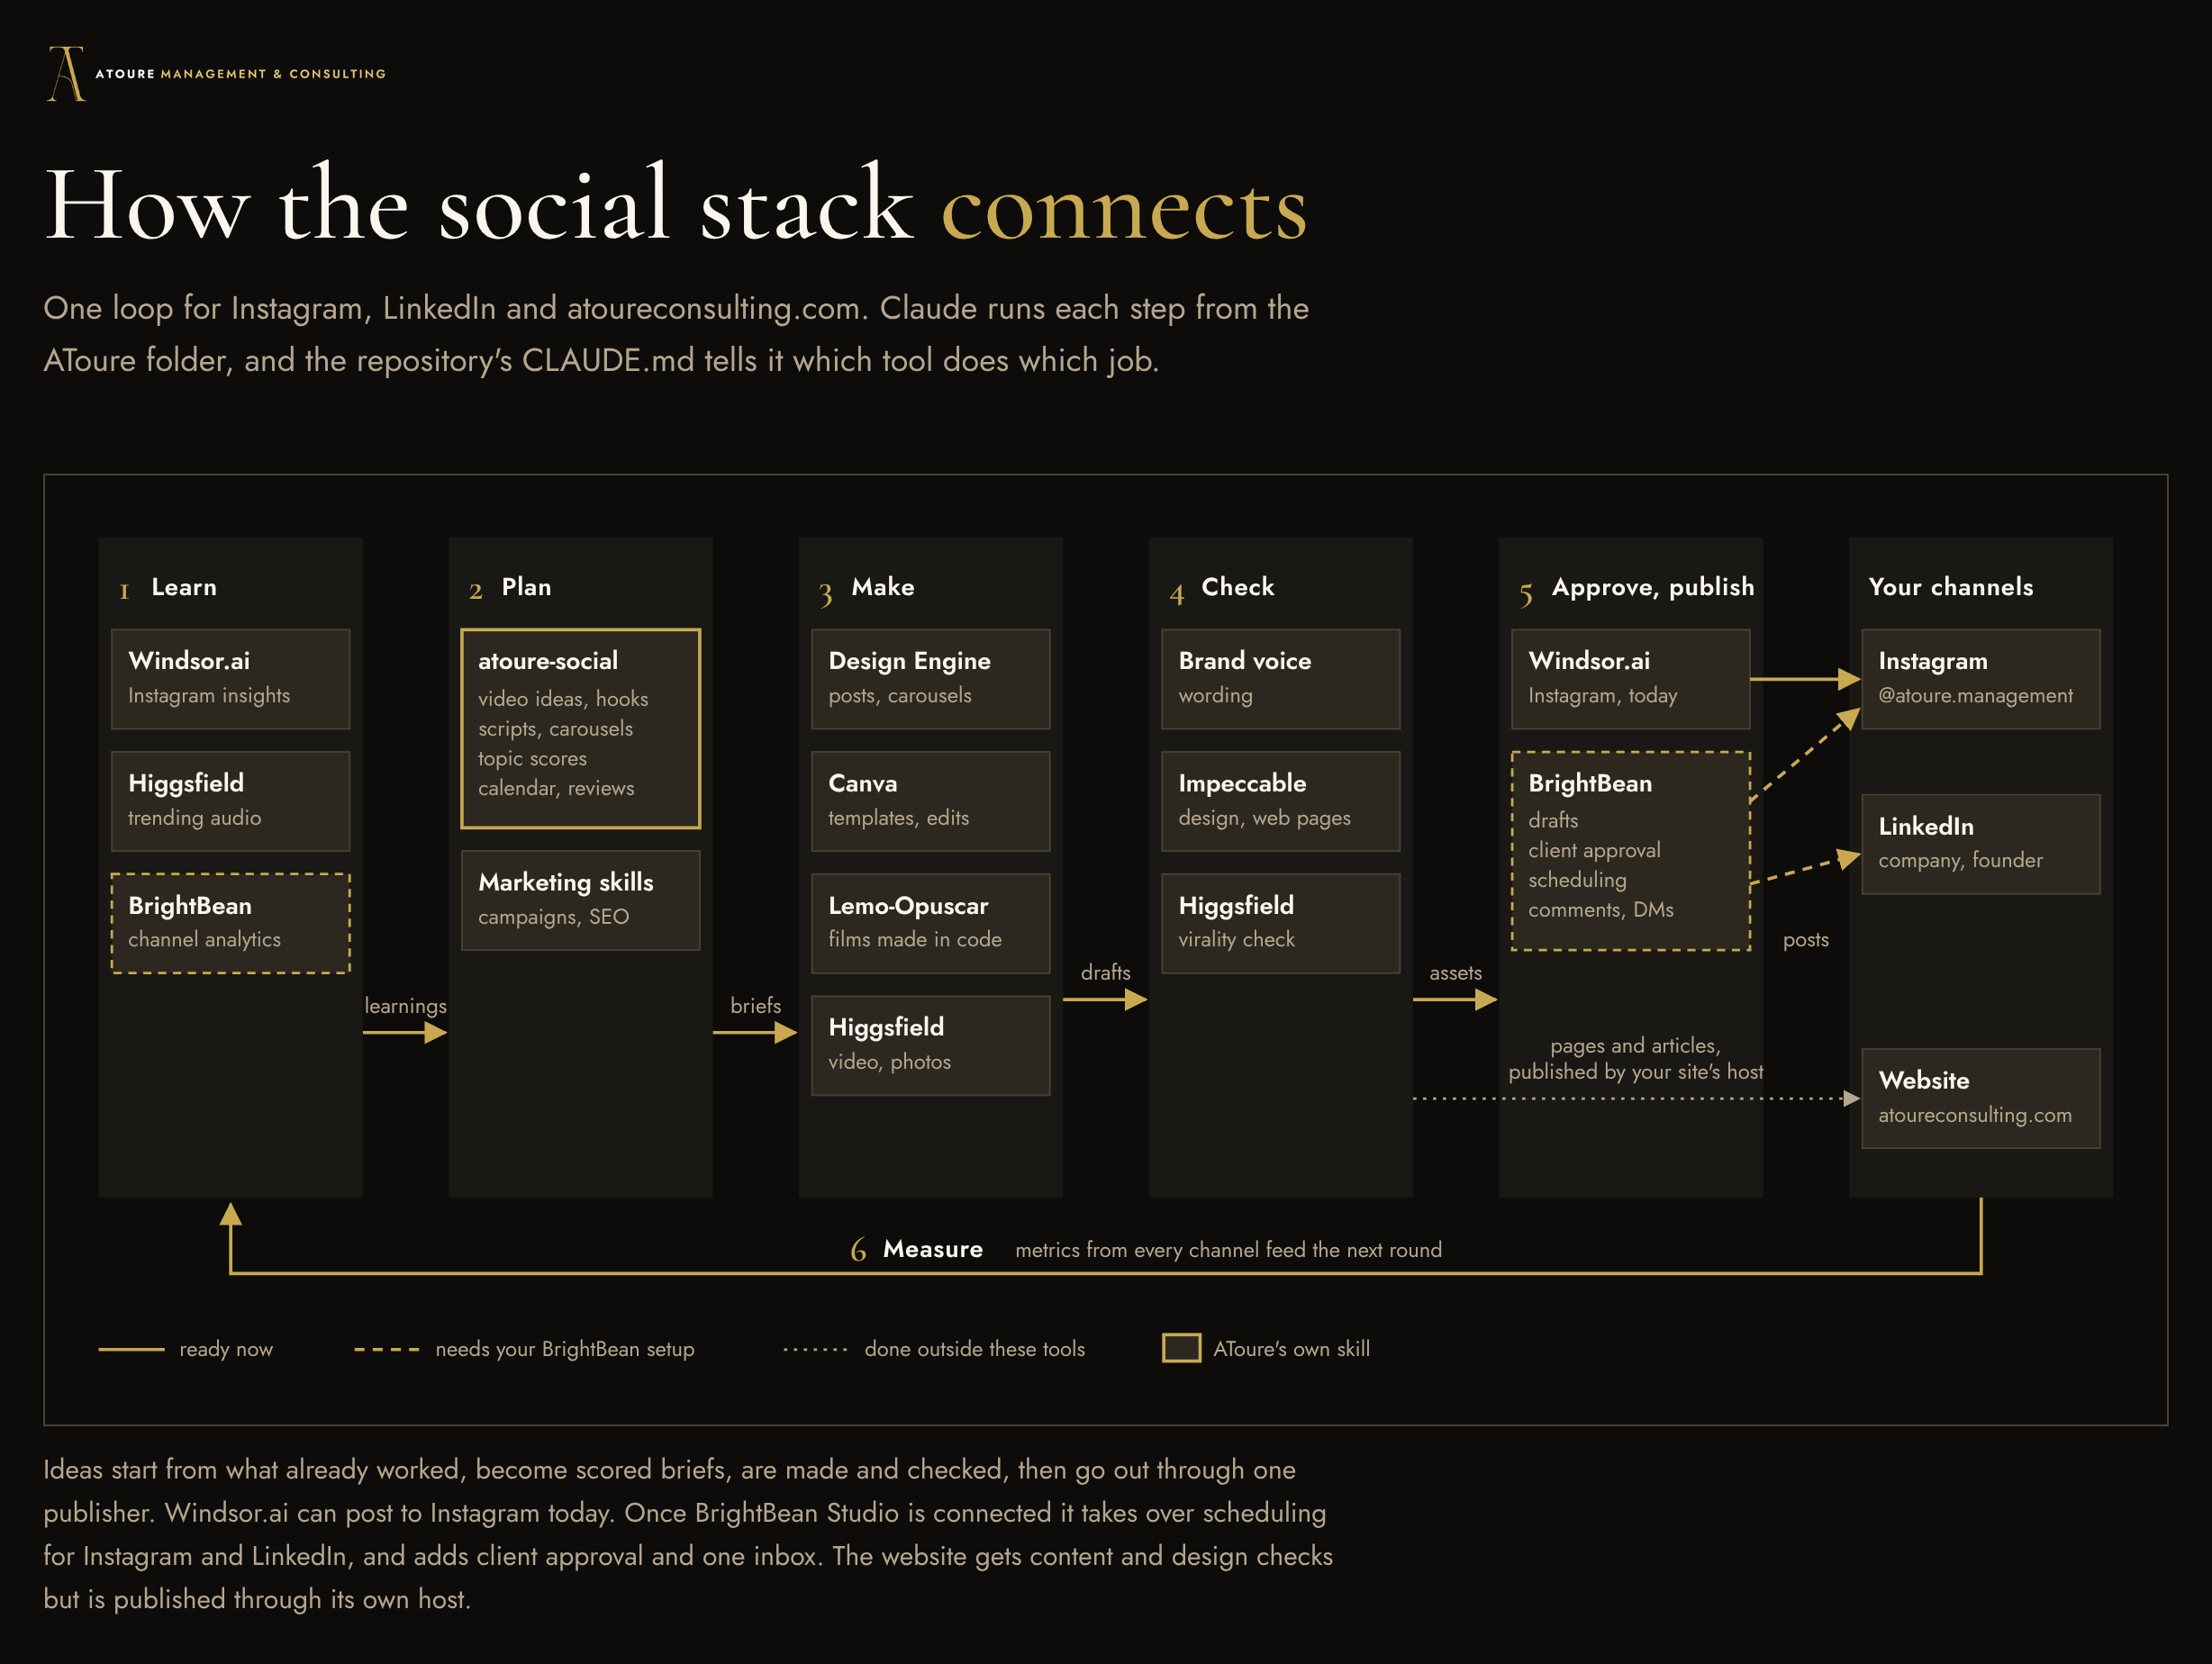 ATOURE MANAGEMENT & CONSULTING
How the social stack connects
One loop for Instagram, LinkedIn and atoureconsulting.com. Claude runs each step from the
AToure folder, and the repository's CLAUDE.md tells it which tool does which job.
1 Learn
Windsor.ai
Instagram insights
Higgsfield
trending audio
BrightBean
channel analytics
learnings
2 Plan
atoure-social
video ideas, hooks
scripts, carousels
topic scores
calendar, reviews
Marketing skills
campaigns, SEO
briefs
3 Make
Design Engine
posts, carousels
Canva
templates, edits
Lemo-Opuscar
films made in code
Higgsfield
video, photos
drafts
4 Check
Brand voice
wording
Impeccable
design, web pages
Higgsfield
virality check
assets
5 Approve, publish
Windsor.ai
Instagram, today
BrightBean
drafts
client approval
scheduling
comments, DMs
posts
pages and articles,
published by your site's host
Your channels
Instagram
@atoure.management
LinkedIn
company, founder
Website
atoureconsulting.com
6 Measure metrics from every channel feed the next round
ready now
needs your BrightBean setup
done outside these tools
AToure's own skill
Ideas start from what already worked, become scored briefs, are made and checked, then go out through one
publisher. Windsor.ai can post to Instagram today. Once BrightBean Studio is connected it takes over scheduling
for Instagram and LinkedIn, and adds client approval and one inbox. The website gets content and design checks
but is published through its own host.